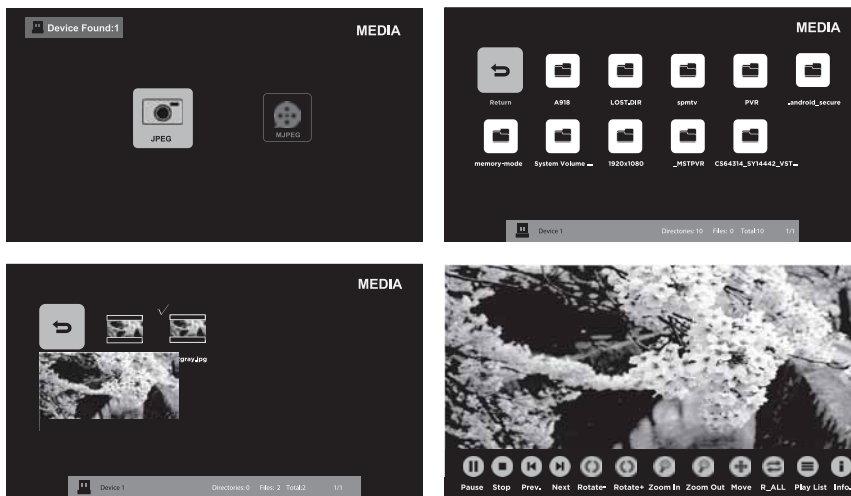 Device Found:1
MEDIA
JPEG
MJPEG
MEDIA
Return A918 LOST.DIR spmtv PVR .android_secure
memory-mode System Volume ... 1920x1080 _MSTPVR CS64314_SY14442_VST...
Device 1 Directories: 10 Files: 0 Total:10 1/1
MEDIA
gray.jpg
Device 1 Directories: 0 Files: 2 Total:2 1/1
Pause Stop Prev. Next Rotate- Rotate+ Zoom In Zoom Out Move R_ALL Play List Info.